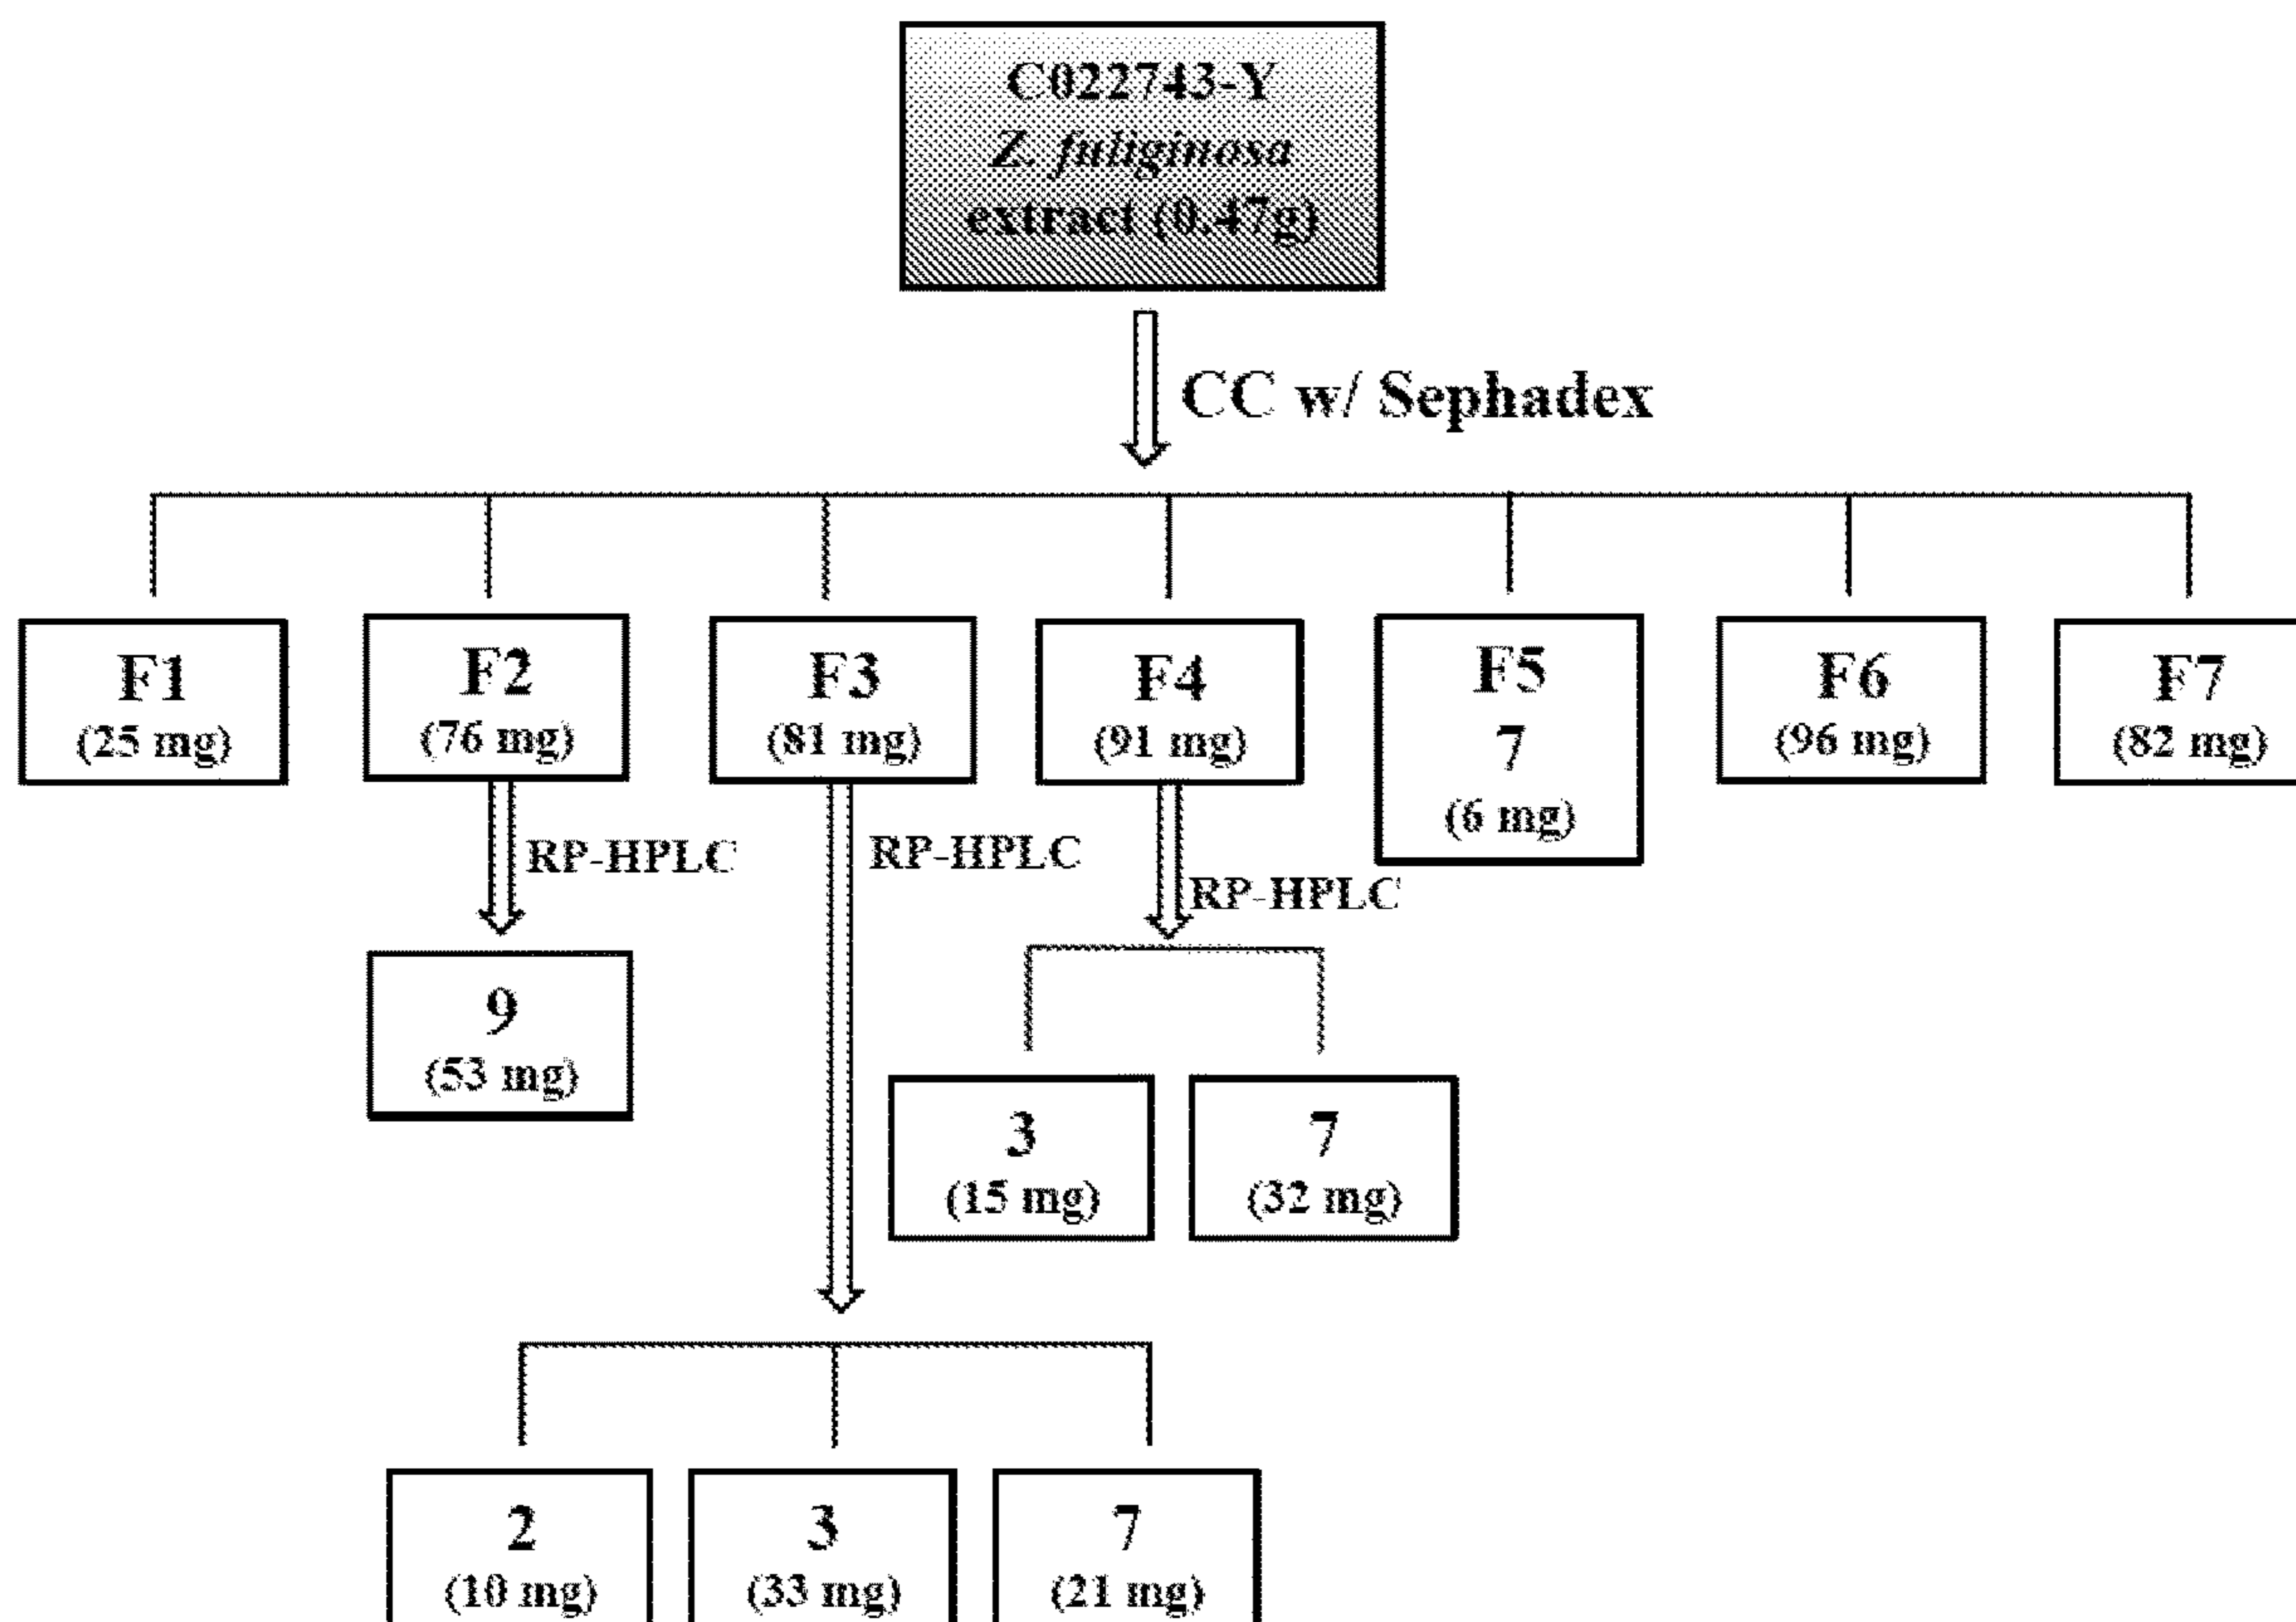 C022743-Y
Z. fuliginosa
extract (0.47g)
CC w/ Sephadex
F1
(25 mg)
F2
(76 mg)
F3
(81 mg)
F4
(91 mg)
F5
7
(6 mg)
F6
(96 mg)
F7
(82 mg)
RP-HPLC
RP-HPLC
RP-HPLC
9
(53 mg)
3
(15 mg)
7
(32 mg)
2
(10 mg)
3
(33 mg)
7
(21 mg)